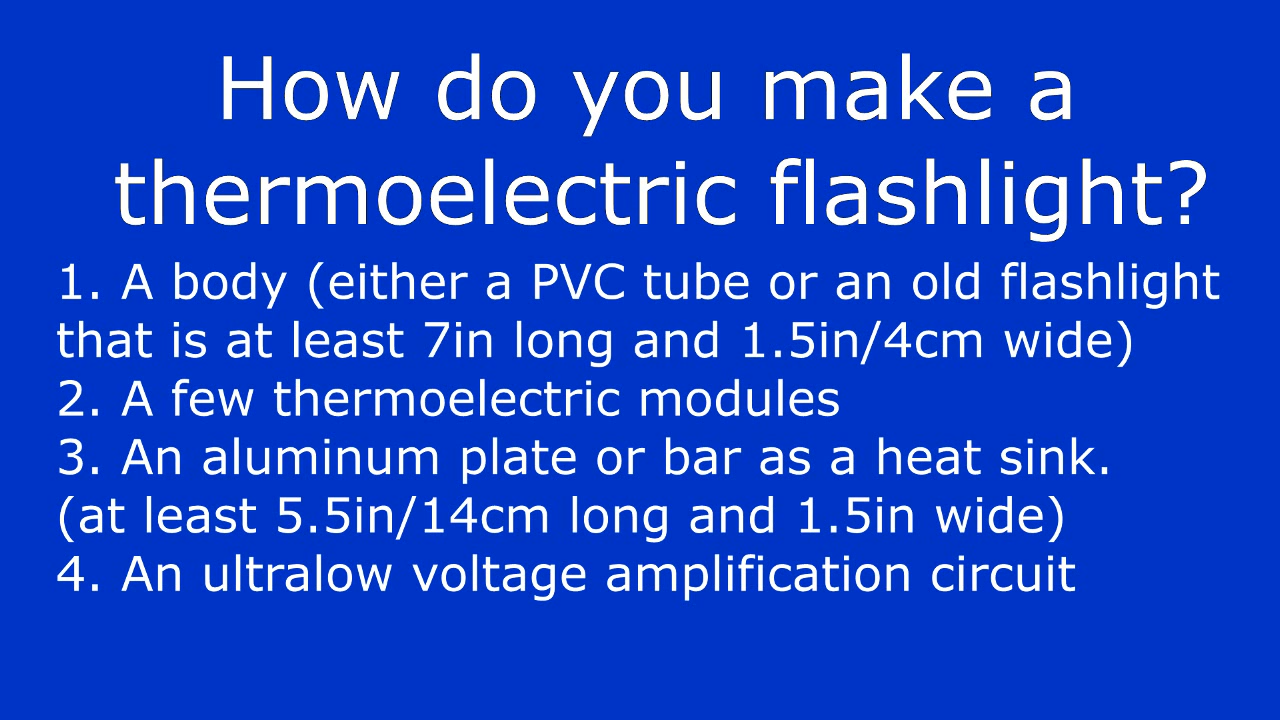 How do you make a
thermoelectric flashlight?
1. A body (either a PVC tube or an old flashlight
that is at least 7in long and 1.5in/4cm wide)
2. A few thermoelectric modules
3. An aluminum plate or bar as a heat sink.
(at least 5.5in/14cm long and 1.5in wide)
4. An ultralow voltage amplification circuit